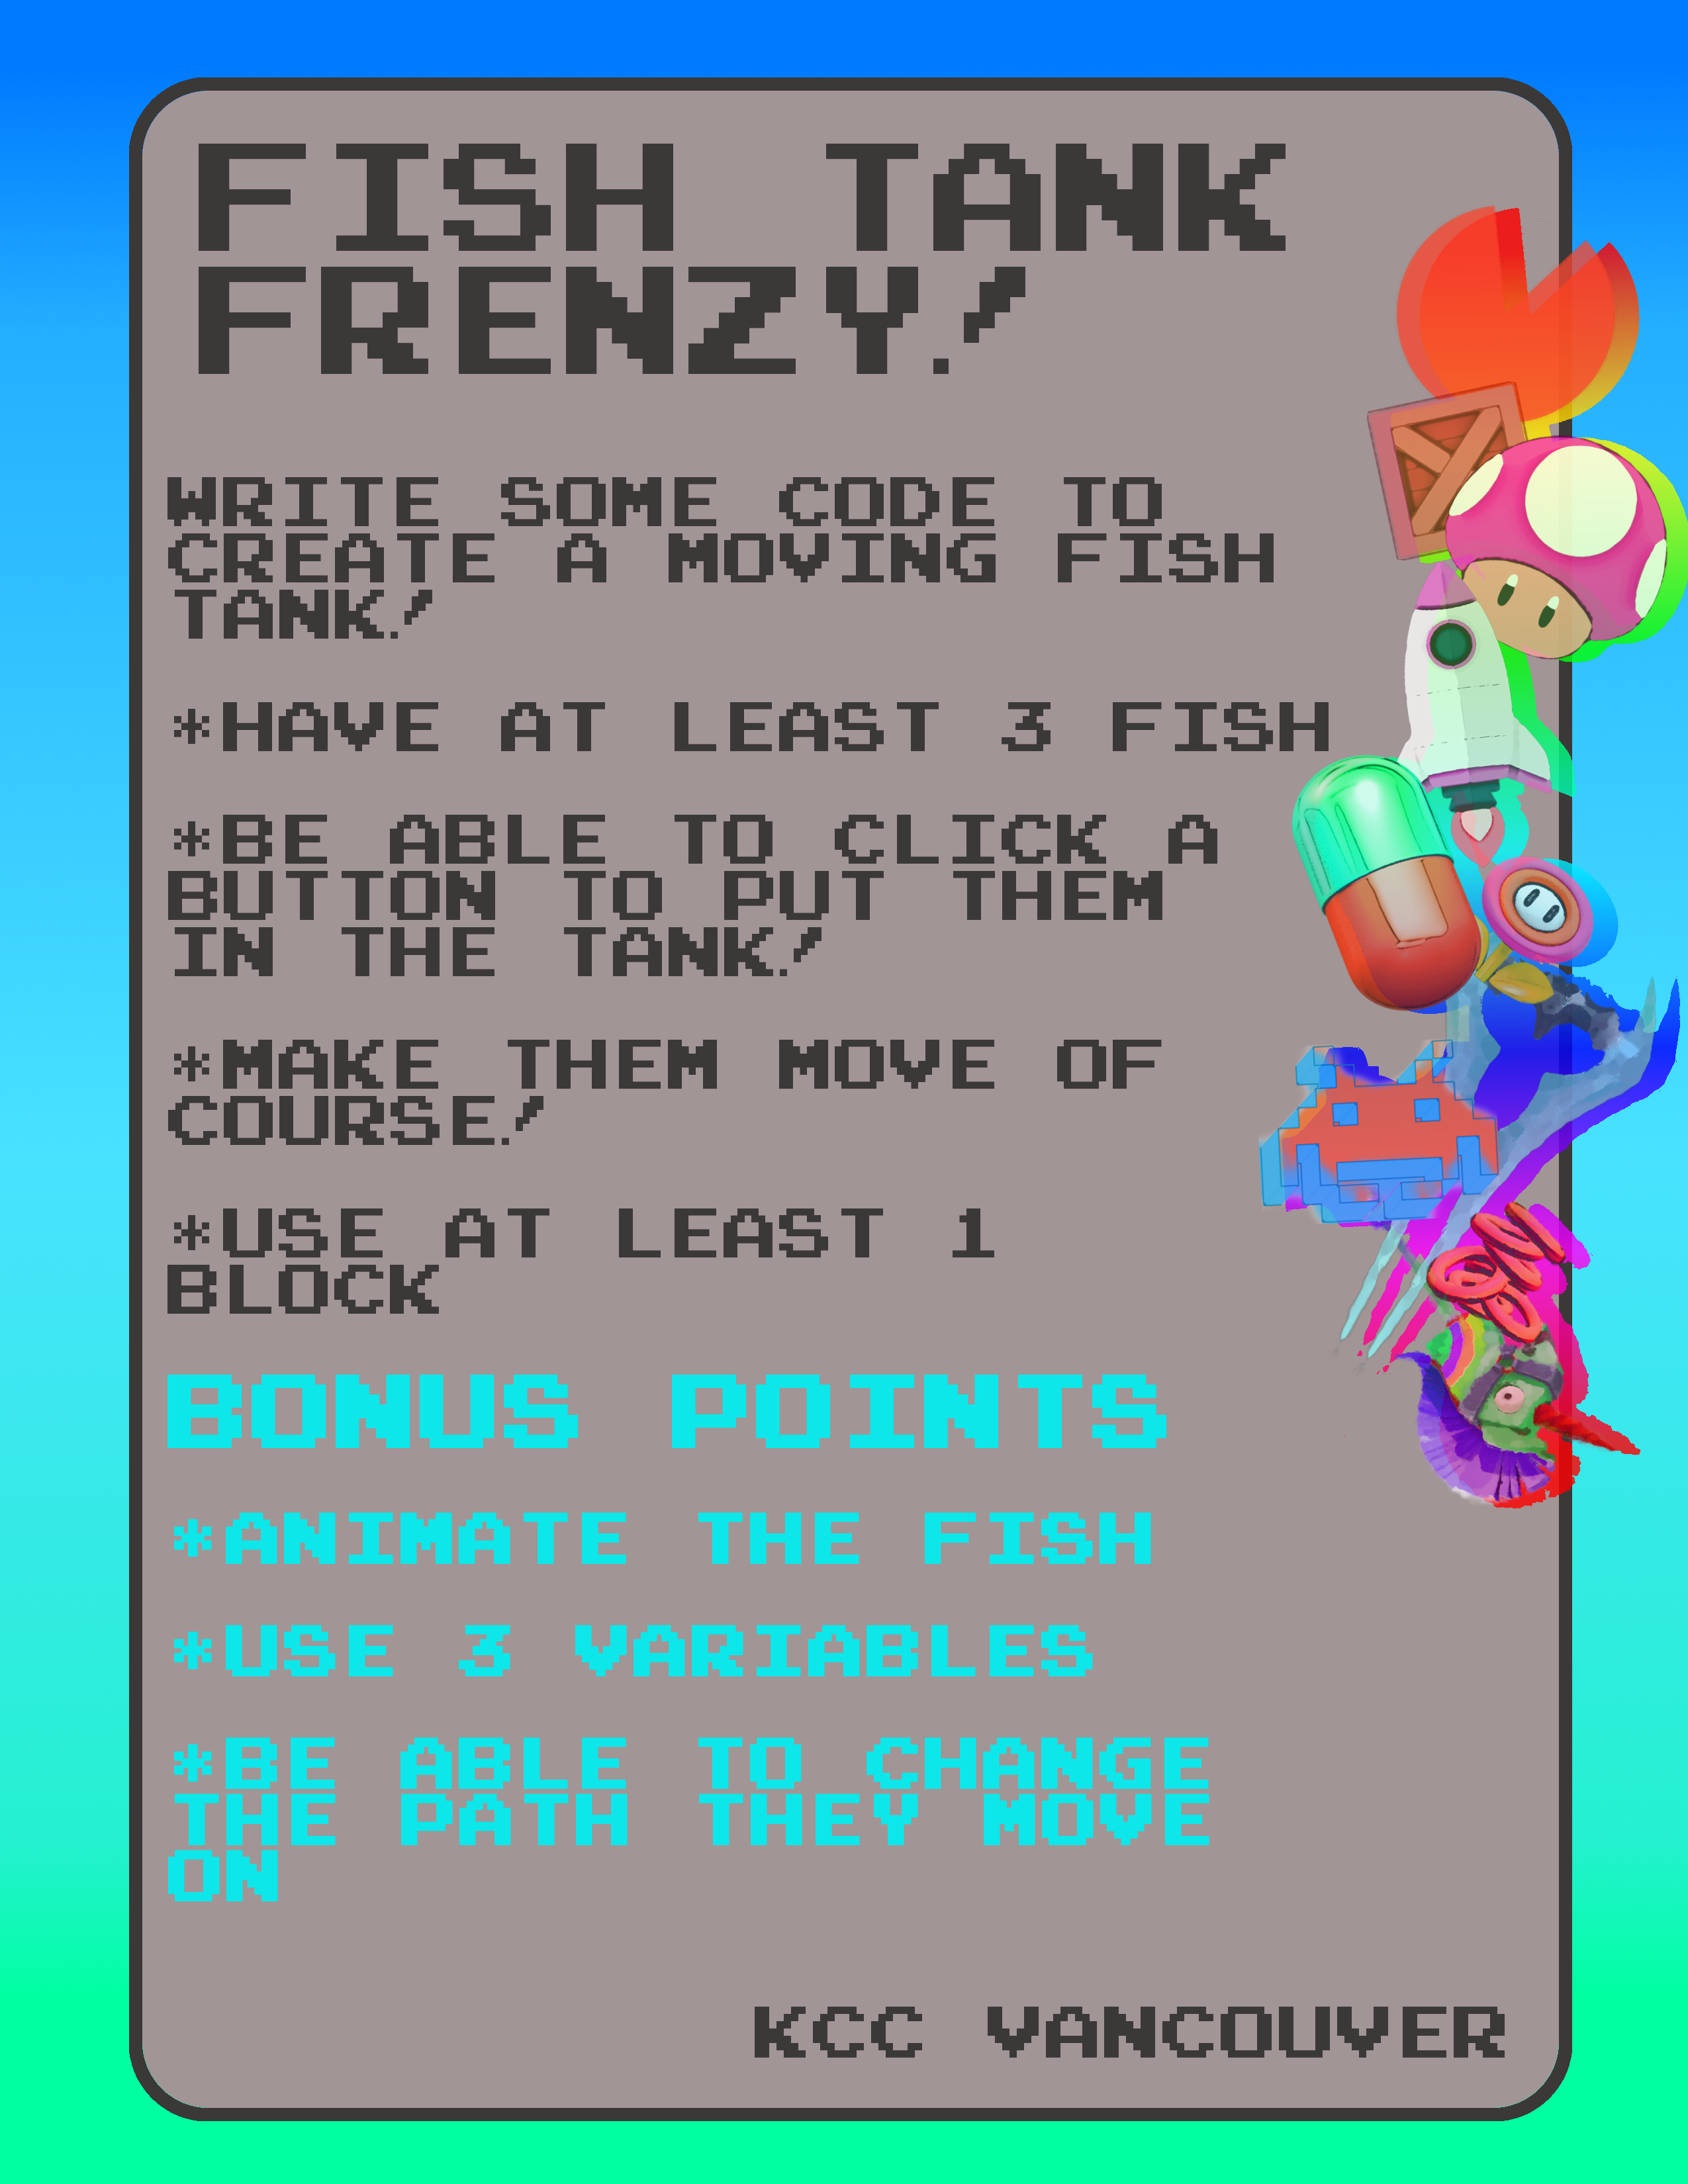 FISH TANK
FRENZY!
WRITE SOME CODE TO
CREATE A MOVING FISH
TANK!
*HAVE AT LEAST 3 FISH
*BE ABLE TO CLICK A
BUTTON TO PUT THEM
IN THE TANK!
*MAKE THEM MOVE OF
COURSE!
*USE AT LEAST 1
BLOCK
BONUS POINTS
*ANIMATE THE FISH
*USE 3 VARIABLES
*BE ABLE TO CHANGE
THE PATH THEY MOVE
ON
KCC VANCOUVER